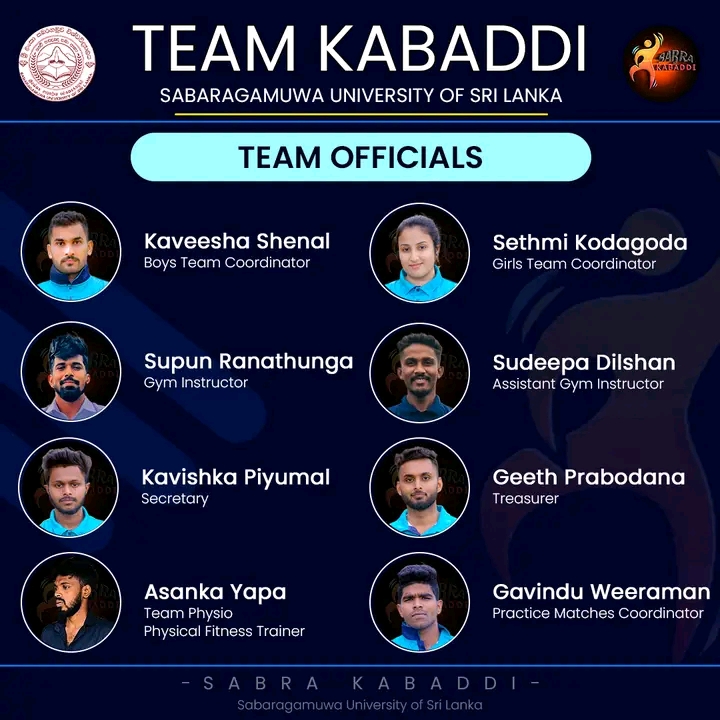 TEAM KABADDI
SABARAGAMUWA UNIVERSITY OF SRI LANKA
SABRA
KABADDI
TEAM OFFICIALS
Kaveesha Shenal
Boys Team Coordinator
Sethmi Kodagoda
Girls Team Coordinator
Supun Ranathunga
Gym Instructor
Sudeepa Dilshan
Assistant Gym Instructor
Kavishka Piyumal
Secretary
Geeth Prabodana
Treasurer
Asanka Yapa
Team Physio
Physical Fitness Trainer
Gavindu Weeraman
Practice Matches Coordinator
- SABRA KABADDI -
Sabaragamuwa University of Sri Lanka